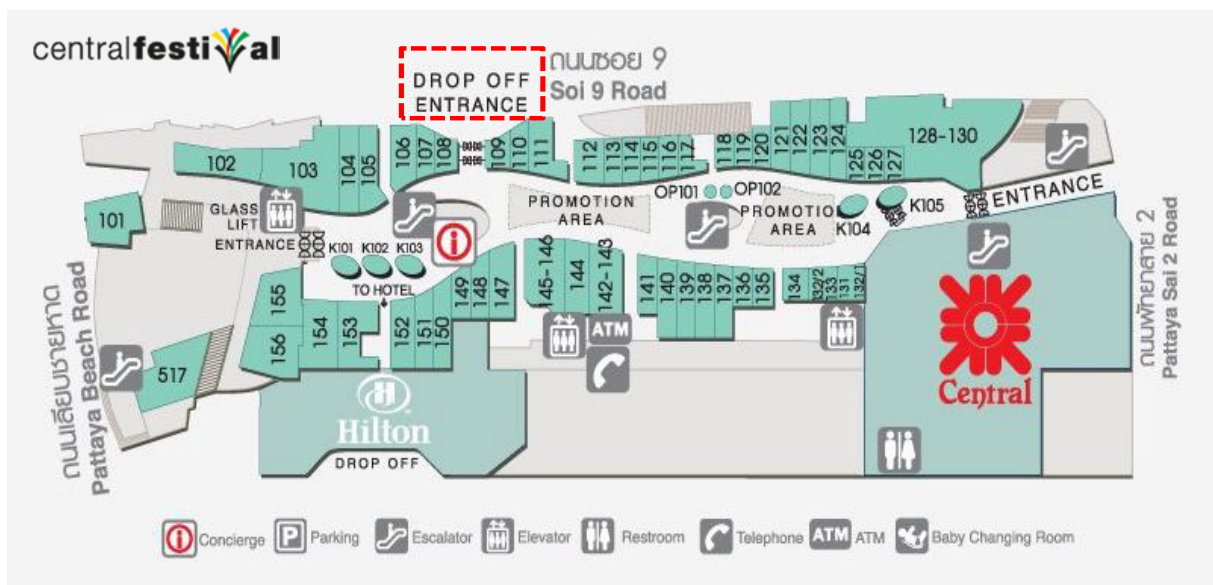 centralfestival
DROP OFF
ENTRANCE
ถนนซอย 9
Soi 9 Road
102
103
104
105
106
107
108
109
110
111
112
113
114
115
116
117
118
119
120
121
122
123
124
125
126
127
128-130
101
GLASS
LIFT
ENTRANCE
K101
K102
K103
TO HOTEL
PROMOTION
AREA
OP101
OP102
PROMOTIO
AREA
K104
K105
ENTRANCE
155
156
154
153
152
151
150
149
148
147
145-146
144
142-143
141
140
139
138
137
136
135
134
132/2
133
131
132/1
ATM
517
ถนนเลียบชายหาด
Pattaya Beach Road
ถนนพัทยาสาย 2
Pattaya Sai 2 Road
H
Hilton
DROP OFF
Central
Concierge
P Parking
Escalator
Elevator
Restroom
Telephone
ATM ATM
Baby Changing Room